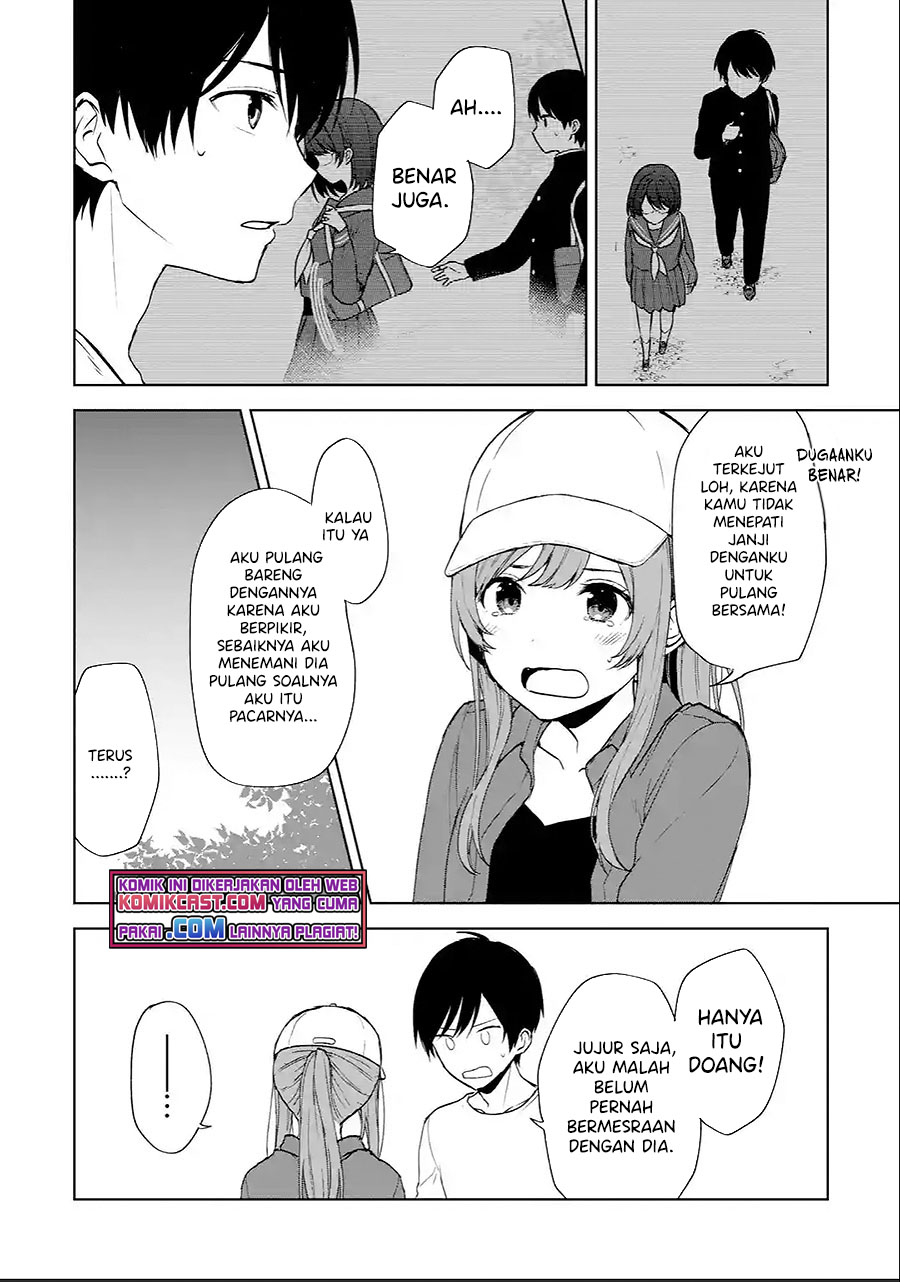 AH....
BENAR
JUGA.
DUGAANKU
BENAR!
AKU
TERKEJUT
LOH, KARENA
KAMU TIDAK
MENEPATI
JANJI
DENGANKU
UNTUK
PULANG
BERSAMA!
KALAU
ITU YA
AKU PULANG
BARENG
DENGANNYA
KARENA AKU
BERPIKIR,
SEBAIKNYA AKU
MENEMANI DIA
PULANG SOALNYA
AKU ITU
PACARNYA...
TERUS
.......?
KOMIK INI DIKERJAKAN OLEH WEB
KOMIKCAST.COM YANG CUMA
PAKAI .COM LAINNYA PLAGIAT!
HANYA
ITU
DOANG!
JUJUR SAJA,
AKU MALAH
BELUM
PERNAH
BERMESRAAN
DENGAN DIA.